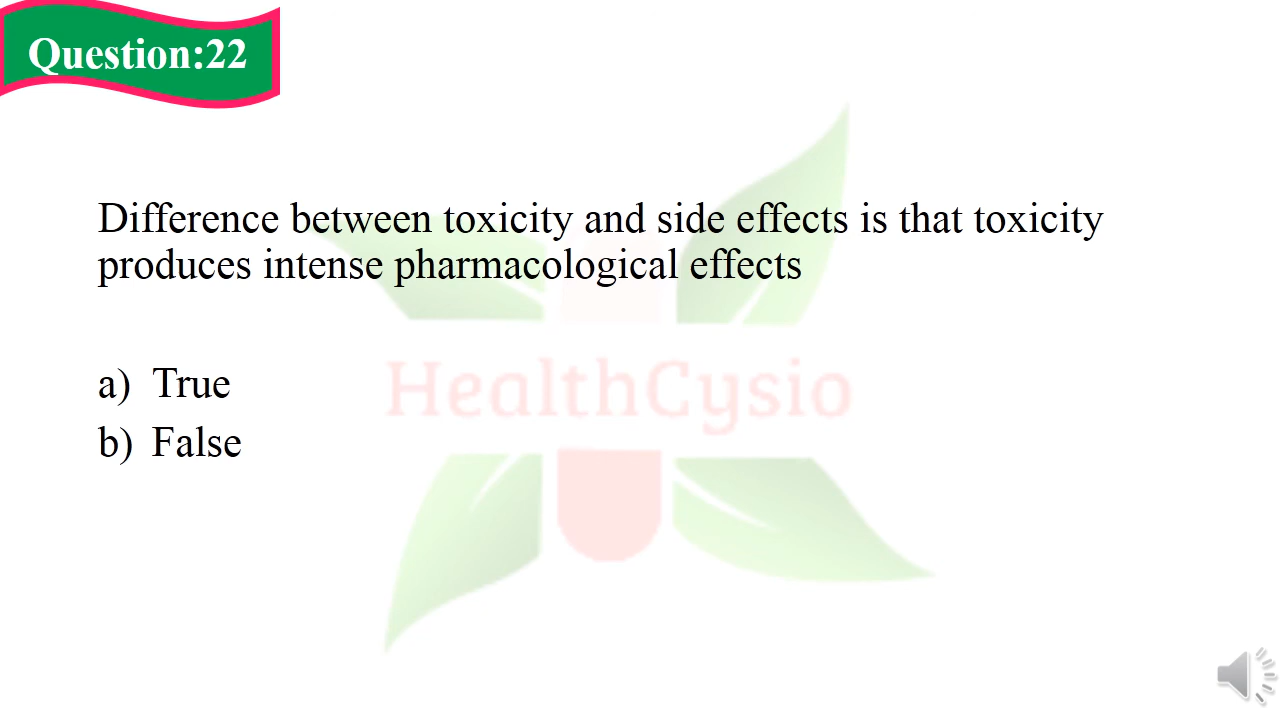 Question:22
Difference between toxicity and side effects is that toxicity
produces intense pharmacological effects
a) True
HealthCysio
b) False